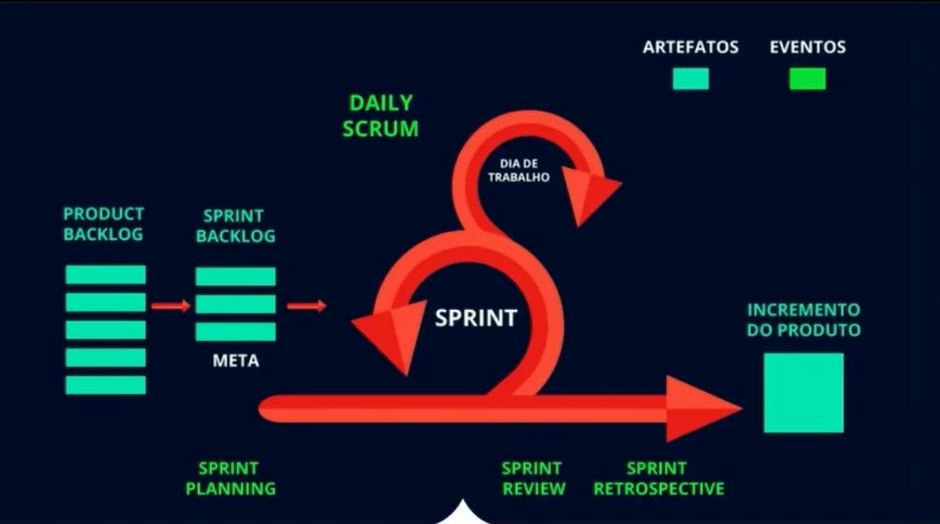 ARTEFATOS EVENTOS
DAILY
SCRUM
DIA DE
TRABALHO
PRODUCT
BACKLOG
SPRINT
BACKLOG
META
SPRINT
INCREMENTO
DO PRODUTO
SPRINT
PLANNING
SPRINT
REVIEW
SPRINT
RETROSPECTIVE